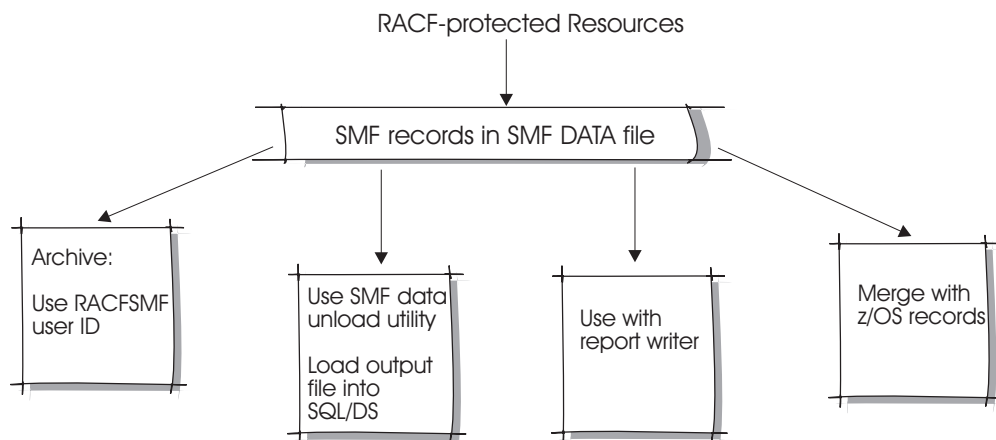 RACF-protected Resources
SMF records in SMF DATA file
Archive:
Use RACFSMF
user ID
Use SMF data
unload utility
Load output
file into
SQL/DS
Use with
report writer
Merge with
z/OS records